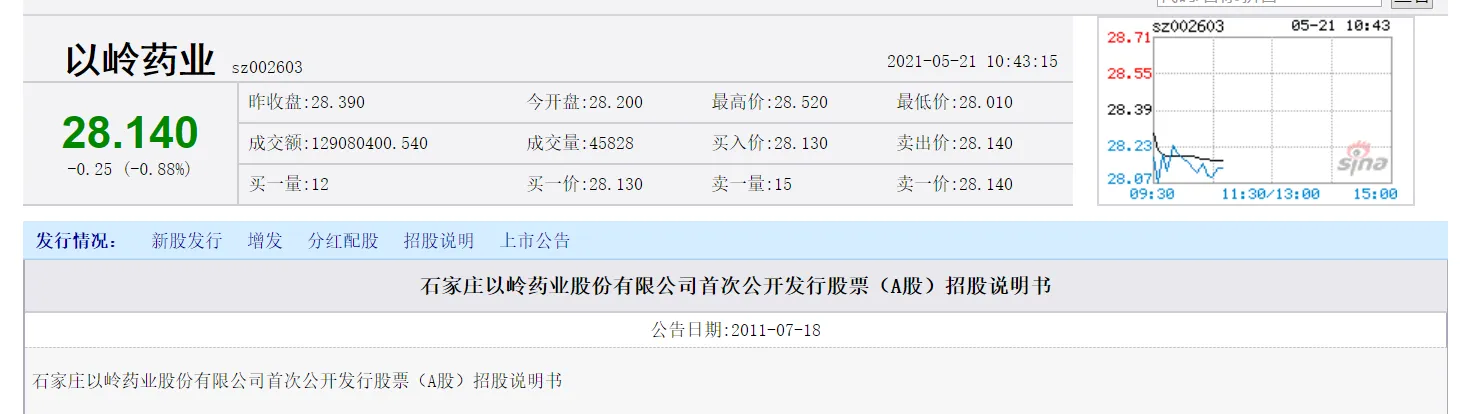 以岭药业 sz002603 2021-05-21 10:43:15
28.140
-0.25 (-0.88%)
昨收盘:28.390 今开盘:28.200 最高价:28.520 最低价:28.010
成交额:129080400.540 成交量:45828 买入价:28.130 卖出价:28.140
买一量:12 买一价:28.130 卖一量:15 卖一价:28.140
sz002603 05-21 10:43
28.71
28.55
28.39
28.23
28.07
09:30 11:30/13:00 15:00
sina
发行情况: 新股发行 增发 分红配股 招股说明 上市公告
石家庄以岭药业股份有限公司首次公开发行股票（A股）招股说明书
公告日期:2011-07-18
石家庄以岭药业股份有限公司首次公开发行股票（A股）招股说明书